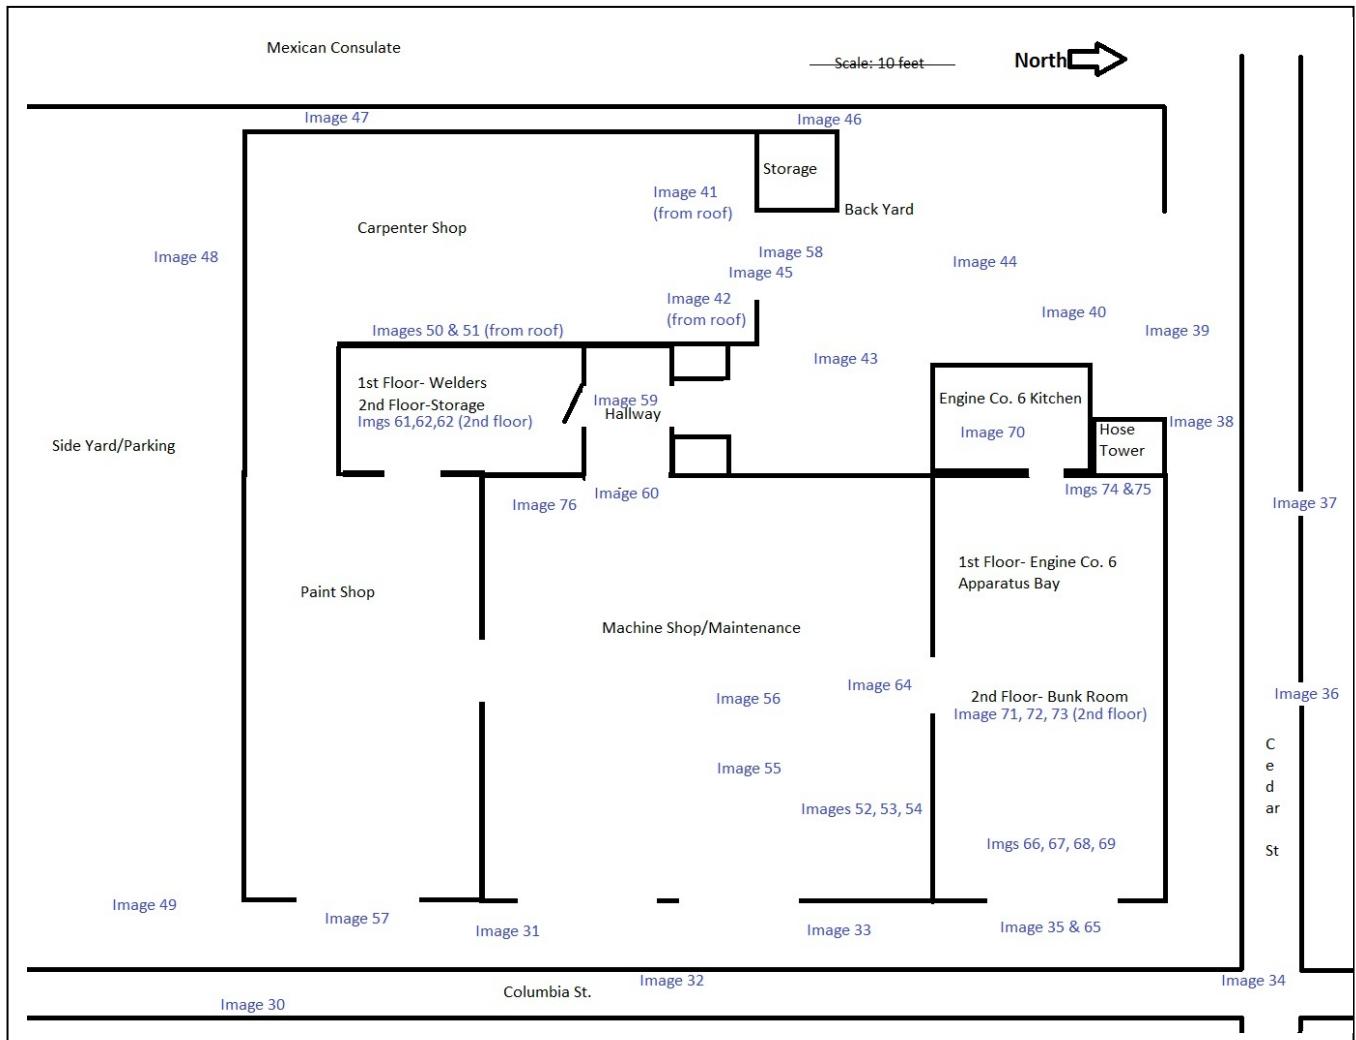 Mexican Consulate
Scale: 10 feet
North
Image 47
Image 46
Storage
Image 41
(from roof)
Back Yard
Carpenter Shop
Image 48
Image 58
Image 44
Image 45
Image 42
(from roof)
Image 40
Images 50 & 51 (from roof)
Image 39
Image 43
1st Floor- Welders
2nd Floor-Storage
Imgs 61,62,62 (2nd floor)
Image 59
Hallway
Engine Co. 6 Kitchen
Image 70
Hose
Tower
Image 38
Side Yard/Parking
Image 76
Image 60
Imgs 74 &75
Image 37
1st Floor- Engine Co. 6
Apparatus Bay
Paint Shop
Machine Shop/Maintenance
Image 64
Image 56
2nd Floor- Bunk Room
Image 71, 72, 73 (2nd floor)
Image 36
C
e
d
ar
St
Image 55
Images 52, 53, 54
Imgs 66, 67, 68, 69
Image 49
Image 57
Image 31
Image 33
Image 35 & 65
Image 32
Image 34
Columbia St.
Image 30